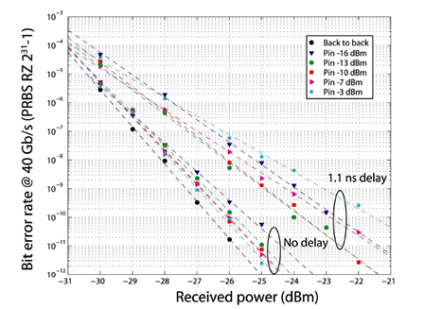 10⁻³
10⁻⁴
10⁻⁵
10⁻⁶
10⁻⁷
10⁻⁸
10⁻⁹
10⁻¹⁰
10⁻¹¹
10⁻¹²
Bit error rate @ 40 Gb/s (PRBS RZ 2³¹-1)
Back to back
Pin -16 dBm
Pin -13 dBm
Pin -10 dBm
Pin -7 dBm
Pin -3 dBm
1.1 ns delay
No delay
-31 -30 -29 -28 -27 -26 -25 -24 -23 -22 -21
Received power (dBm)